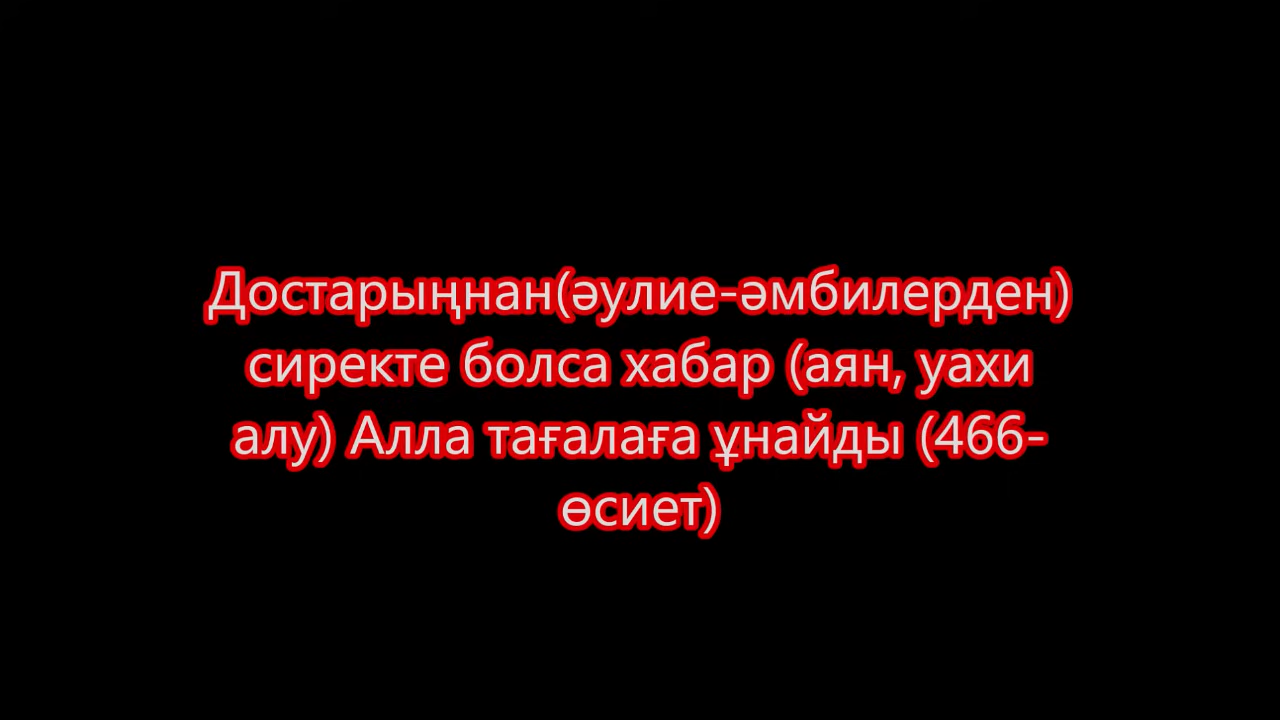 Достарыңнан(әулие-әмбилерден)
сиректе болса хабар (аян, уахи
алу) Алла тағалаға ұнайды (466-
өсиет)